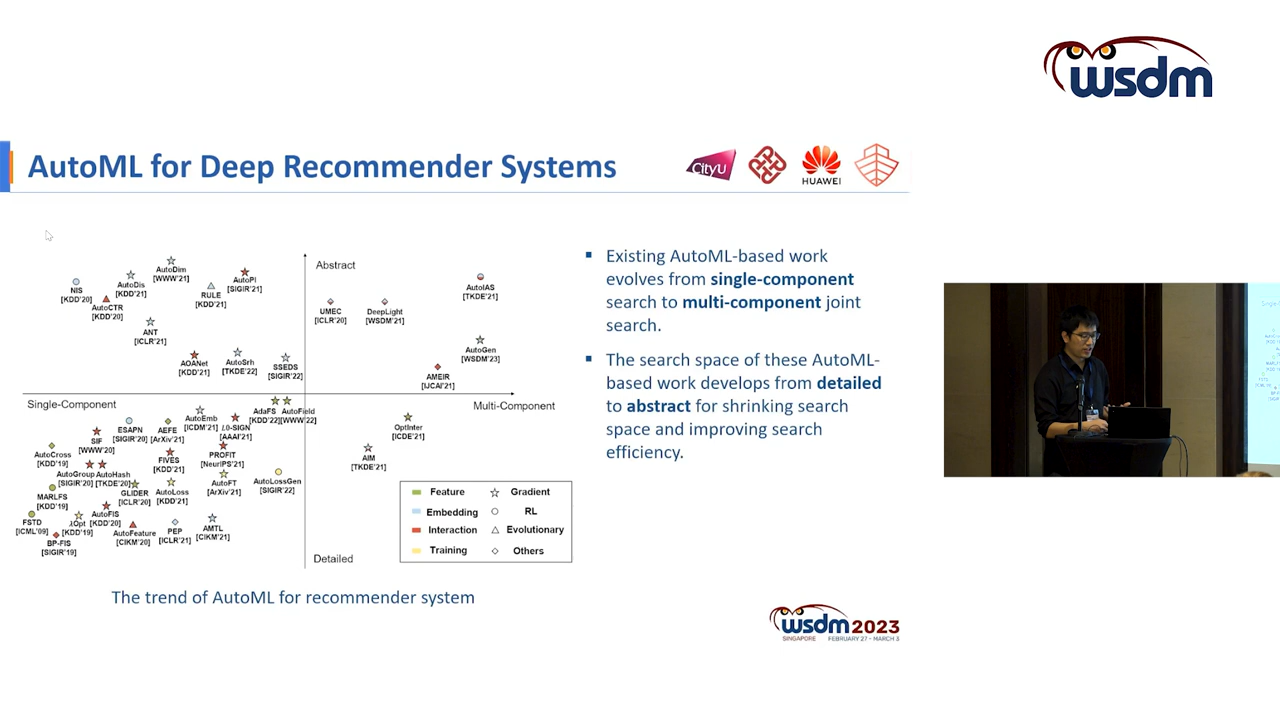 wsdm
AutoML for Deep Recommender Systems
CityU
HUAWEI
Abstract
AutoDim
[WWW'21]
AutoDis
[KDD'21]
AutoPI
[SIGIR'21]
NIS
[KDD'20]
RULE
[KDD'21]
AutoCTR
[KDD'20]
ANT
[ICLR'21]
AOANet
[KDD'21]
AutoSrh
[TKDE'22]
SSEDS
[SIGIR'22]
UMEC
[ICLR'20]
DeepLight
[WSDM'21]
AutoIAS
[TKDE'21]
AutoGen
[WSDM'23]
AMEIR
[IJCAI'21]
Single-Component
Multi-Component
AdaFS
[KDD'22]
AutoField
[WWW'22]
AutoEmb
[ICDM'21]
L0-SIGN
[AAAI'21]
ESAPN
[SIGIR'20]
AEFE
[ArXiv'21]
SIF
[WWW'20]
AutoCross
[KDD'19]
FIVES
[KDD'21]
PROFIT
[NeurIPS'21]
AutoGroup
[SIGIR'20]
AutoHash
[TKDE'20]
GLIDER
[ICLR'20]
AutoLoss
[KDD'21]
AutoFT
[ArXiv'21]
AutoLossGen
[SIGIR'22]
MARLFS
[KDD'19]
FSTD
[ICML'09]
λOpt
[KDD'19]
AutoFIS
[KDD'20]
BP-FIS
[SIGIR'19]
AutoFeature
[CIKM'20]
PEP
[ICLR'21]
AMTL
[CIKM'21]
OptInter
[ICDE'21]
AIM
[TKDE'21]
Detailed
Feature
Gradient
Embedding
RL
Interaction
Evolutionary
Training
Others
The trend of AutoML for recommender system
▪ Existing AutoML-based work
evolves from single-component
search to multi-component joint
search.
▪ The search space of these AutoML-
based work develops from detailed
to abstract for shrinking search
space and improving search
efficiency.
wsdm 2023
SINGAPORE FEBRUARY 27 - MARCH 3